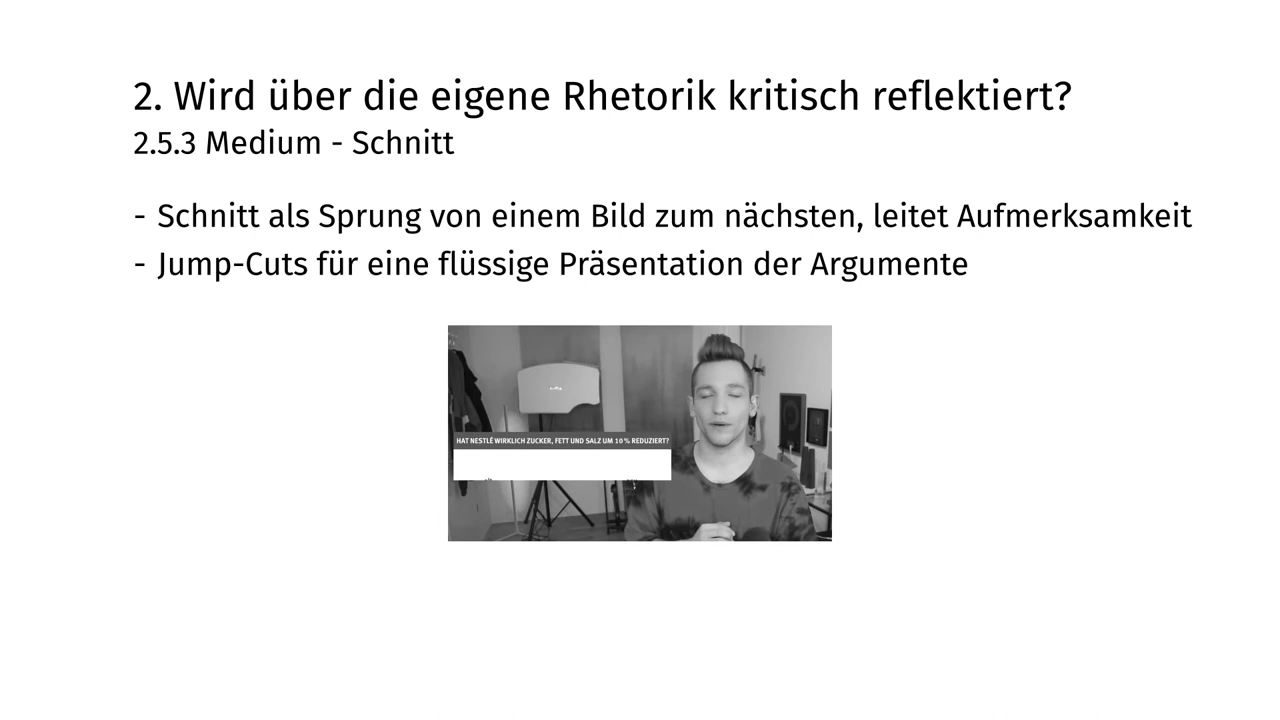 2. Wird über die eigene Rhetorik kritisch reflektiert?
2.5.3 Medium - Schnitt
- Schnitt als Sprung von einem Bild zum nächsten, leitet Aufmerksamkeit
- Jump-Cuts für eine flüssige Präsentation der Argumente
HAT NESTLÉ WIRKLICH ZUCKER, FETT UND SALZ UM 10 % REDUZIERT?